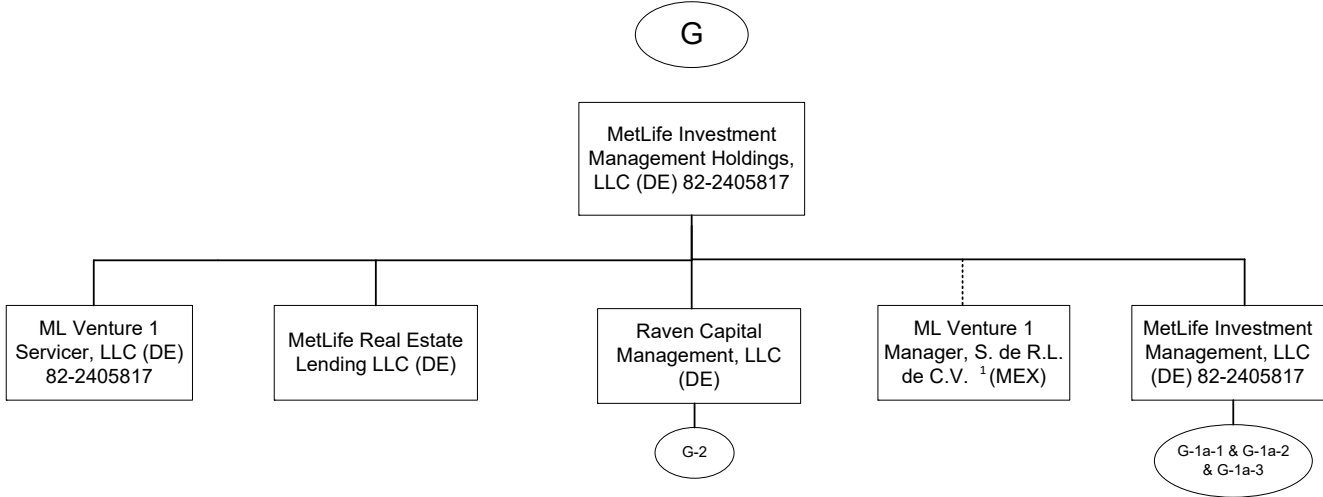 G
MetLife Investment
Management Holdings,
LLC (DE) 82-2405817
ML Venture 1
Servicer, LLC (DE)
82-2405817
MetLife Real Estate
Lending LLC (DE)
Raven Capital
Management, LLC
(DE)
ML Venture 1
Manager, S. de R.L.
de C.V. ¹ (MEX)
MetLife Investment
Management, LLC
(DE) 82-2405817
G-2
G-1a-1 & G-1a-2
& G-1a-3